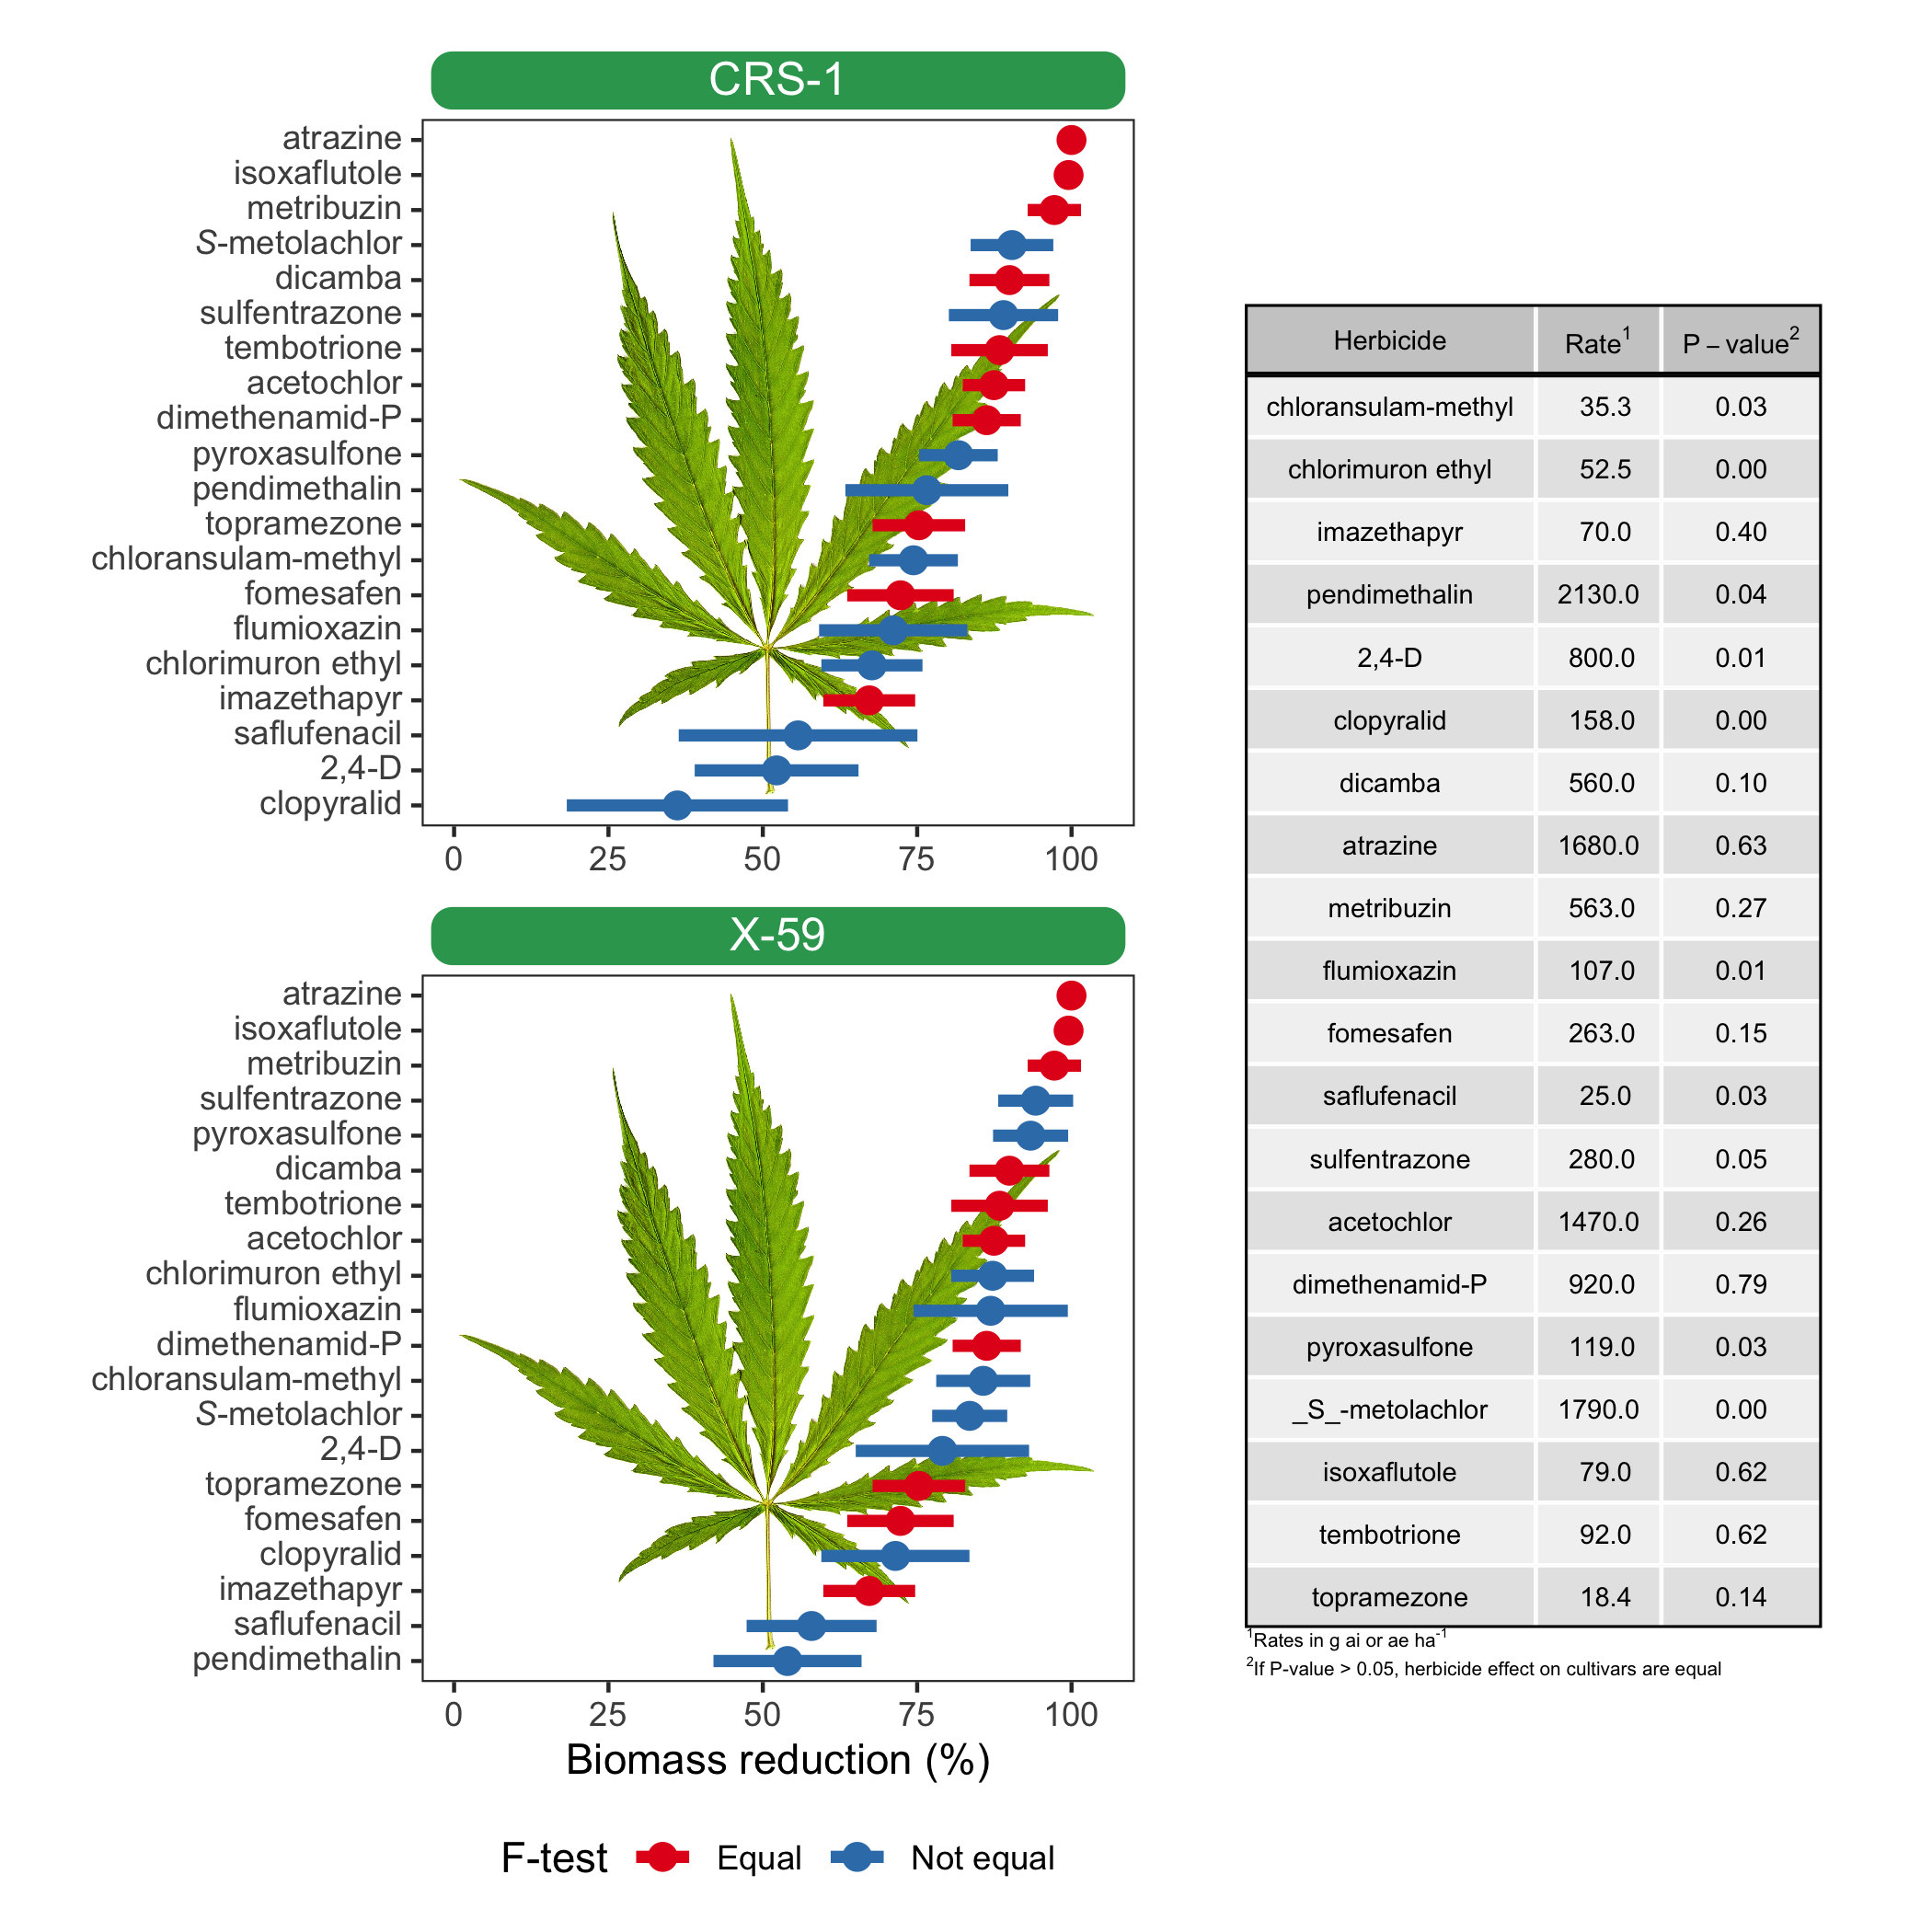 CRS-1
atrazine
isoxaflutole
metribuzin
S-metolachlor
dicamba
sulfentrazone
tembotrione
acetochlor
dimethenamid-P
pyroxasulfone
pendimethalin
topramezone
chloransulam-methyl
fomesafen
flumioxazin
chlorimuron ethyl
imazethapyr
saflufenacil
2,4-D
clopyralid
0 25 50 75 100
X-59
atrazine
isoxaflutole
metribuzin
sulfentrazone
pyroxasulfone
dicamba
tembotrione
acetochlor
chlorimuron ethyl
flumioxazin
dimethenamid-P
chloransulam-methyl
S-metolachlor
2,4-D
topramezone
fomesafen
clopyralid
imazethapyr
saflufenacil
pendimethalin
0 25 50 75 100
Biomass reduction (%)
F-test Equal Not equal
Herbicide Rate¹ P – value²
chloransulam-methyl 35.3 0.03
chlorimuron ethyl 52.5 0.00
imazethapyr 70.0 0.40
pendimethalin 2130.0 0.04
2,4-D 800.0 0.01
clopyralid 158.0 0.00
dicamba 560.0 0.10
atrazine 1680.0 0.63
metribuzin 563.0 0.27
flumioxazin 107.0 0.01
fomesafen 263.0 0.15
saflufenacil 25.0 0.03
sulfentrazone 280.0 0.05
acetochlor 1470.0 0.26
dimethenamid-P 920.0 0.79
pyroxasulfone 119.0 0.03
_S_-metolachlor 1790.0 0.00
isoxaflutole 79.0 0.62
tembotrione 92.0 0.62
topramezone 18.4 0.14
¹Rates in g ai or ae ha⁻¹
²If P-value > 0.05, herbicide effect on cultivars are equal